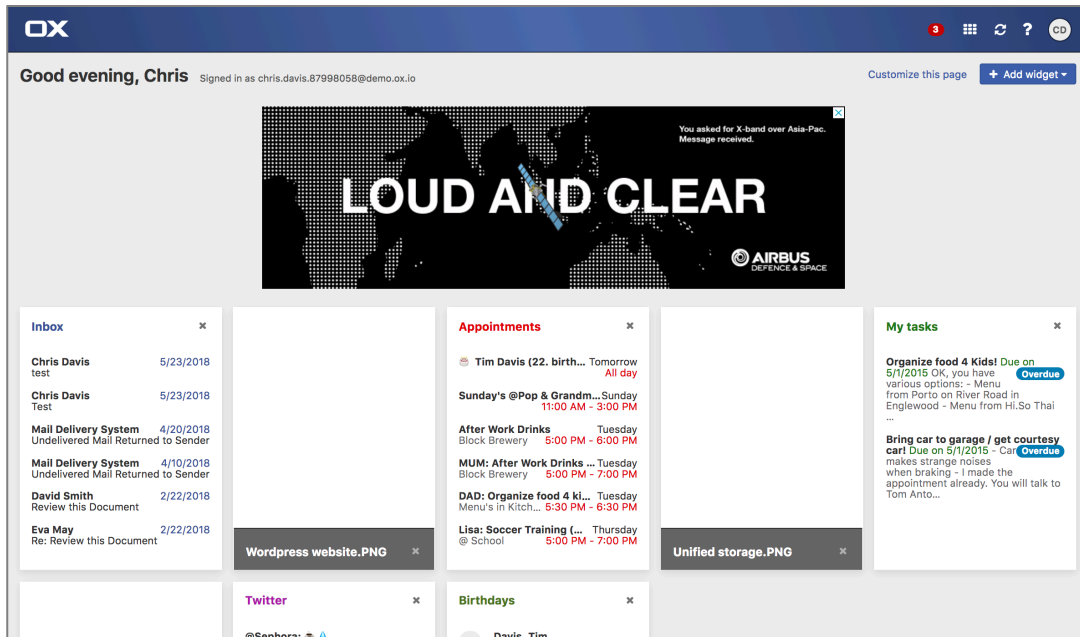 OX
3
?
CD
Good evening, Chris
Signed in as chris.davis.87998058@demo.ox.io
Customize this page
+ Add widget
You asked for X-band over Asia-Pac.
Message received.
LOUD AND CLEAR
AIRBUS
DEFENCE & SPACE
Inbox
Chris Davis 5/23/2018
test
Chris Davis 5/23/2018
Test
Mail Delivery System 4/20/2018
Undelivered Mail Returned to Sender
Mail Delivery System 4/10/2018
Undelivered Mail Returned to Sender
David Smith 2/22/2018
Review this Document
Eva May 2/22/2018
Re: Review this Document
Wordpress website.PNG
Appointments
Tim Davis (22. birth... Tomorrow
All day
Sunday's @Pop & Grandm... Sunday
11:00 AM - 3:00 PM
After Work Drinks Tuesday
Block Brewery 5:00 PM - 6:00 PM
MUM: After Work Drinks ... Tuesday
Block Brewery 5:00 PM - 7:00 PM
DAD: Organize food 4 ki... Tuesday
Menu's in Kitch... 5:30 PM - 6:30 PM
Lisa: Soccer Training (... Thursday
@ School 5:00 PM - 7:00 PM
Unified storage.PNG
My tasks
Organize food 4 Kids! Due on
5/1/2015 OK, you have Overdue
various options: - Menu
from Porto on River Road in
Englewood - Menu from Hi.So Thai
...
Bring car to garage / get courtesy
car! Due on 5/1/2015 - Car Overdue
makes strange noises
when braking - I made the
appointment already. You will talk to
Tom Anto...
Twitter
@Sephora:
Birthdays
Davis, Tim